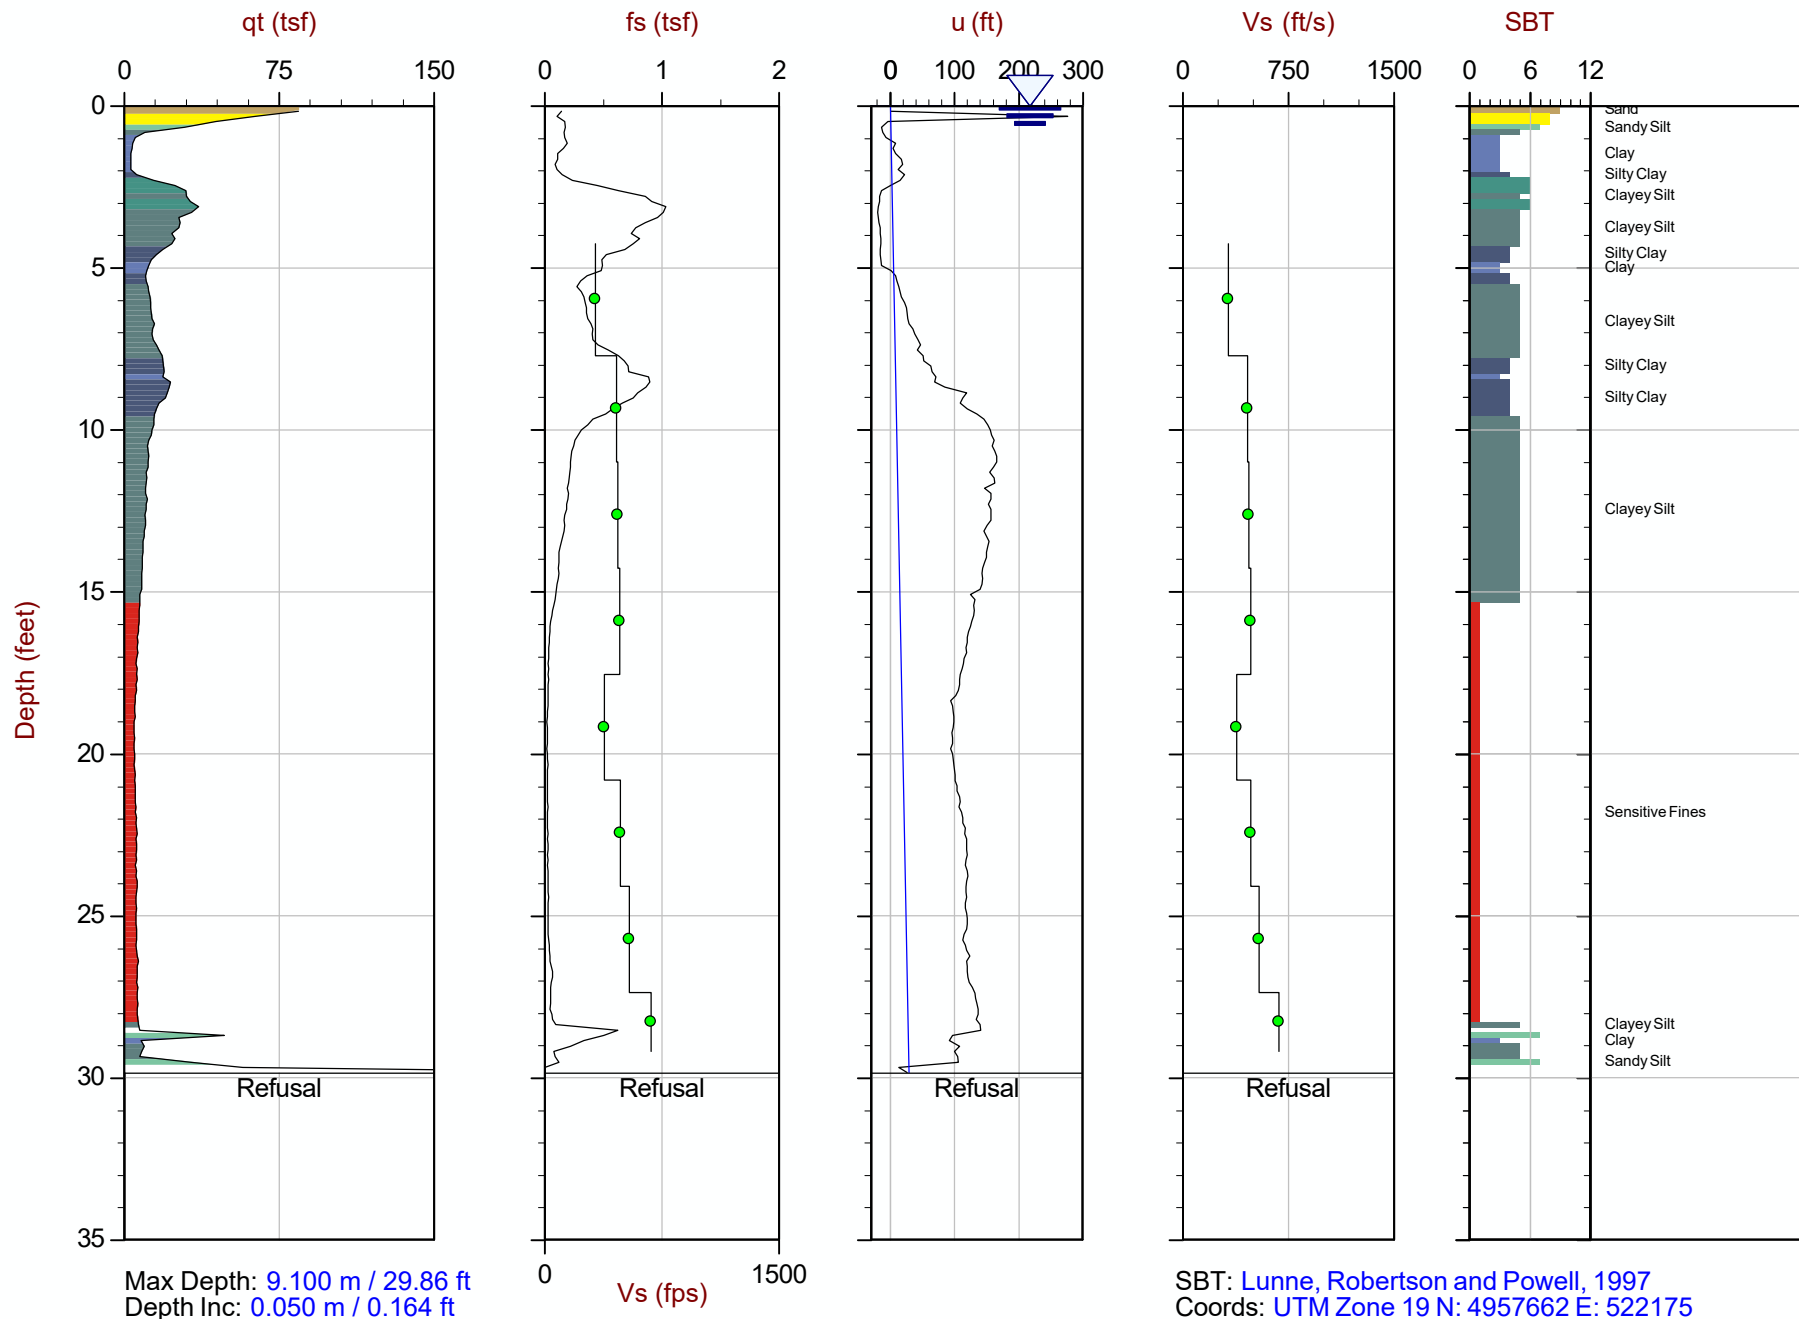 qt (tsf)
fs (tsf)
u (ft)
Vs (ft/s)
SBT
0 75 150
0 1 2
0 100 200 300
0 750 1500
0 6 12
0
5
10
15
20
25
30
35
Depth (feet)
Sand
Sandy Silt
Clay
Silty Clay
Clayey Silt
Clayey Silt
Silty Clay
Clay
Clayey Silt
Silty Clay
Silty Clay
Clayey Silt
Sensitive Fines
Clayey Silt
Clay
Sandy Silt
Refusal
Refusal
Refusal
Refusal
0 1500
Vs (fps)
Max Depth: 9.100 m / 29.86 ft
Depth Inc: 0.050 m / 0.164 ft
SBT: Lunne, Robertson and Powell, 1997
Coords: UTM Zone 19 N: 4957662 E: 522175